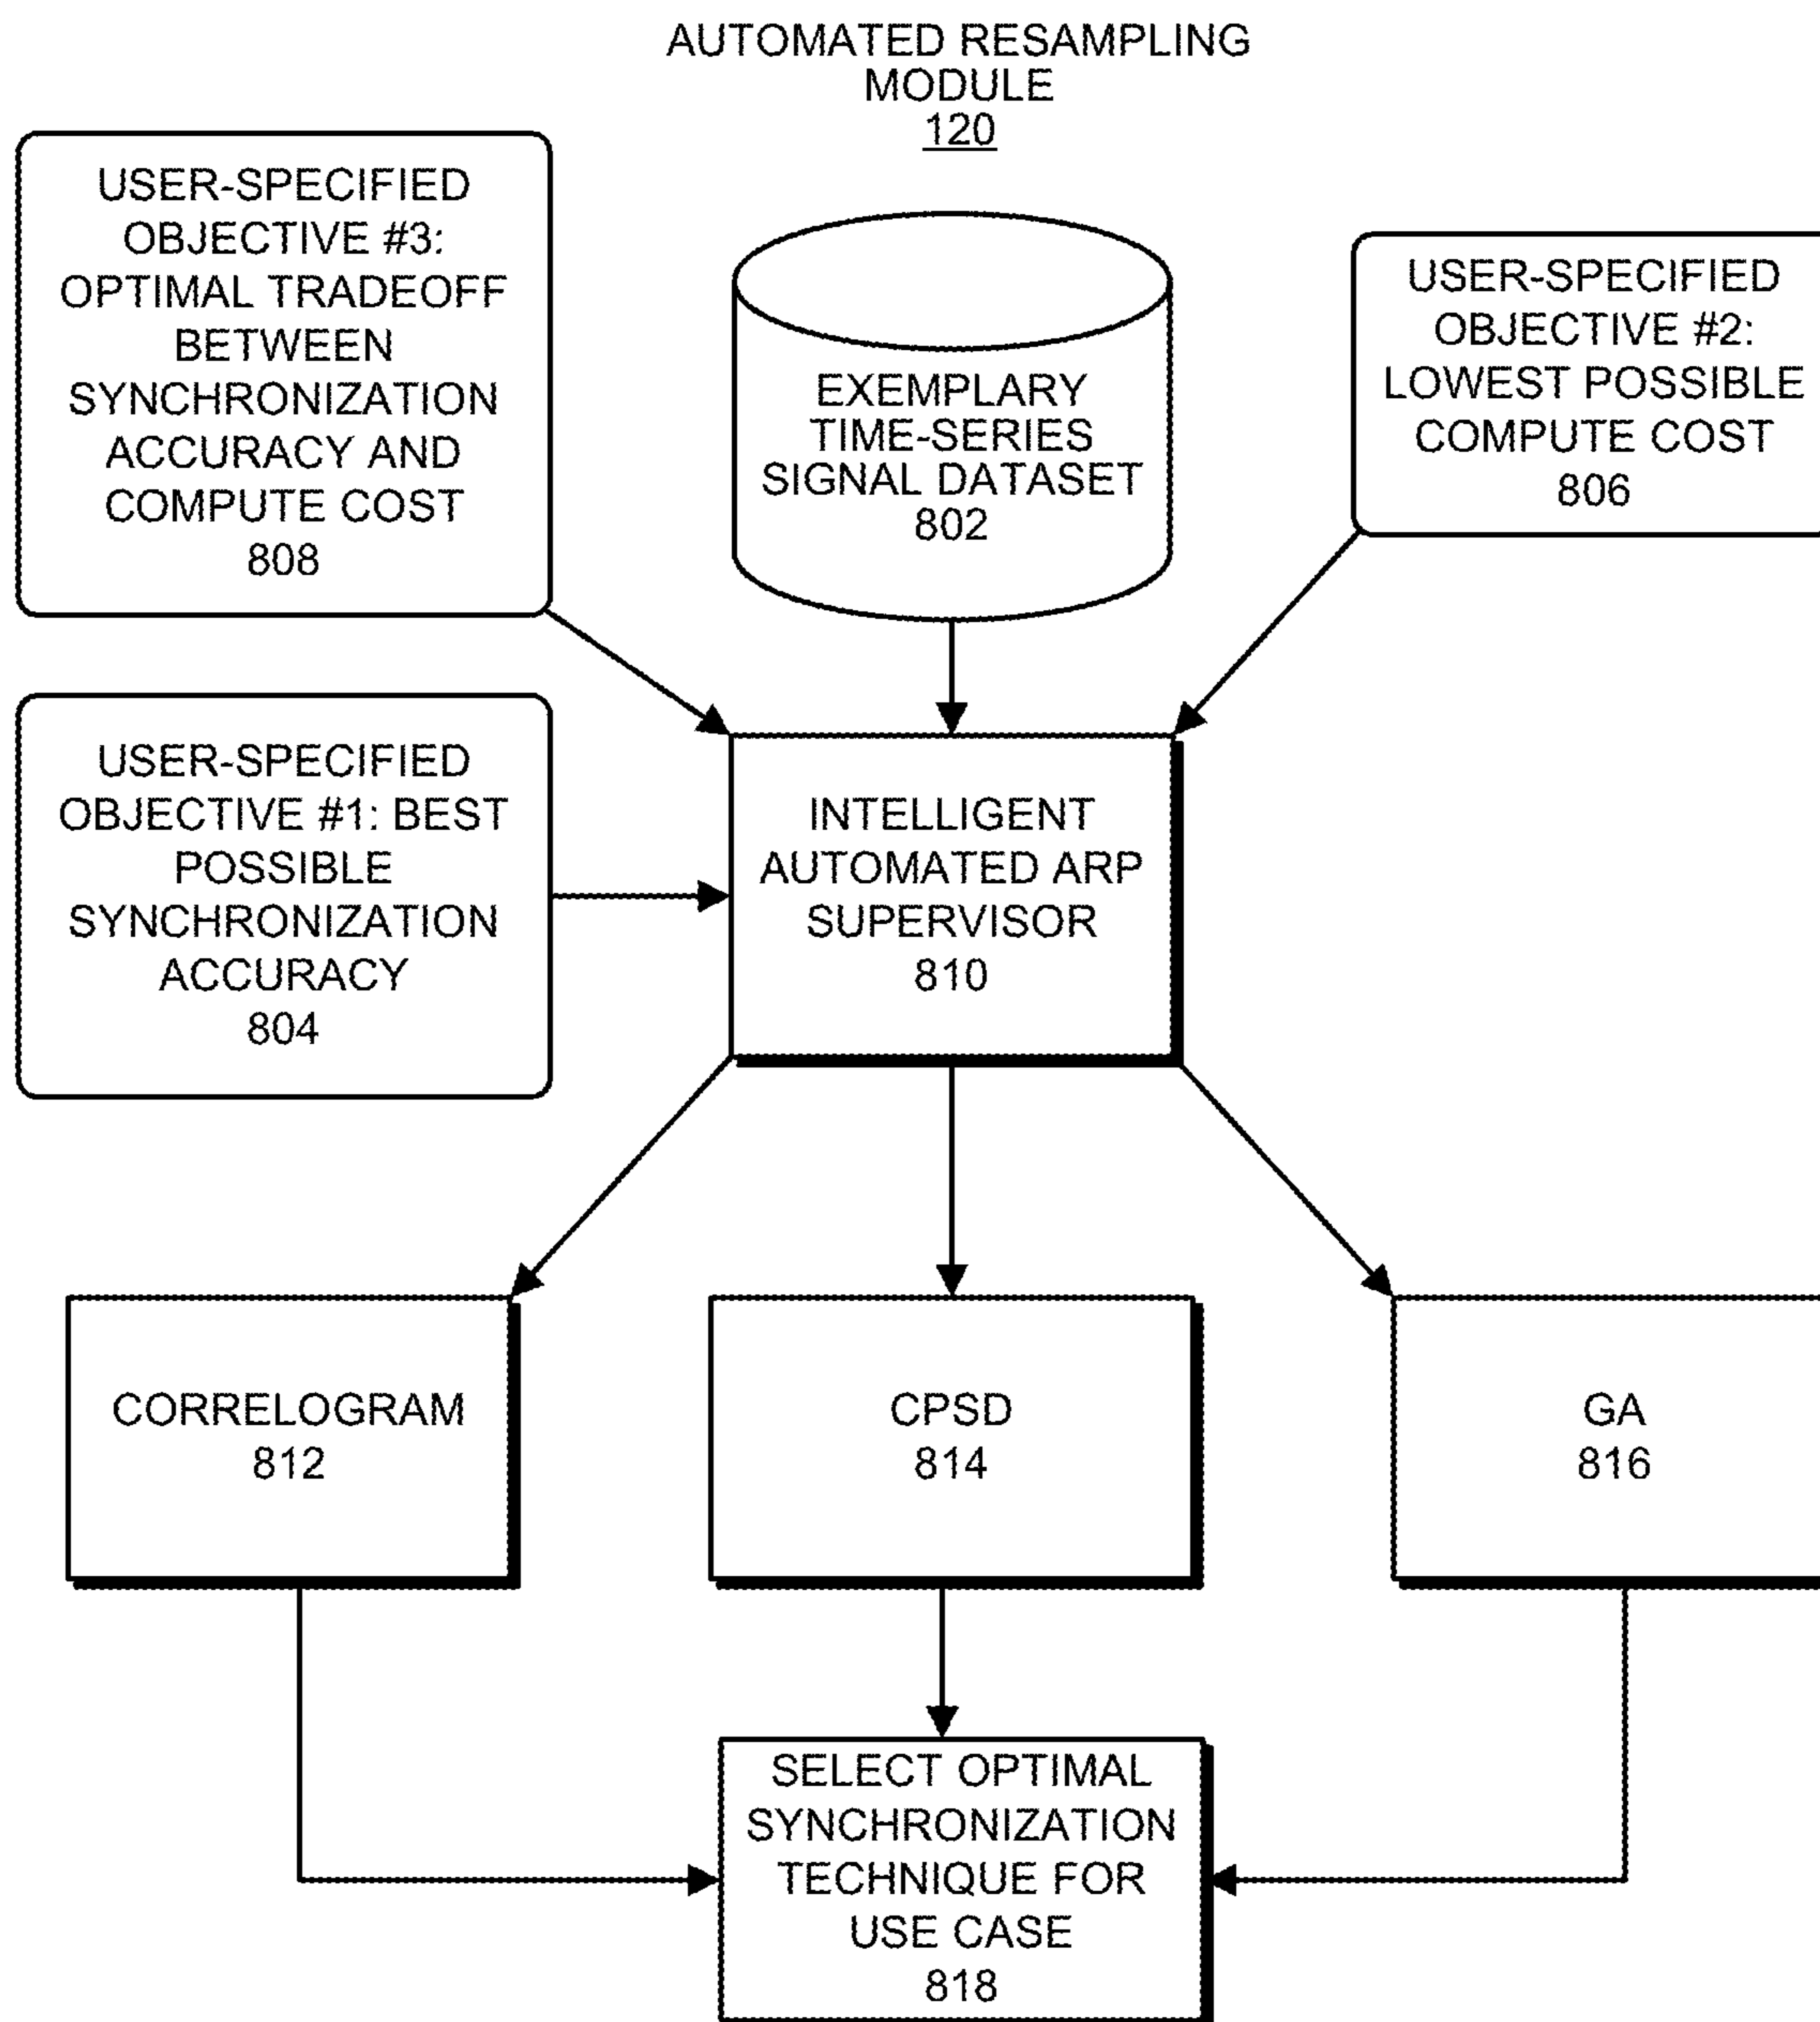 AUTOMATED RESAMPLING
MODULE
120
USER-SPECIFIED
OBJECTIVE #3:
OPTIMAL TRADEOFF
BETWEEN
SYNCHRONIZATION
ACCURACY AND
COMPUTE COST
808
EXEMPLARY
TIME-SERIES
SIGNAL DATASET
802
USER-SPECIFIED
OBJECTIVE #2:
LOWEST POSSIBLE
COMPUTE COST
806
USER-SPECIFIED
OBJECTIVE #1: BEST
POSSIBLE
SYNCHRONIZATION
ACCURACY
804
INTELLIGENT
AUTOMATED ARP
SUPERVISOR
810
CORRELOGRAM
812
CPSD
814
GA
816
SELECT OPTIMAL
SYNCHRONIZATION
TECHNIQUE FOR
USE CASE
818